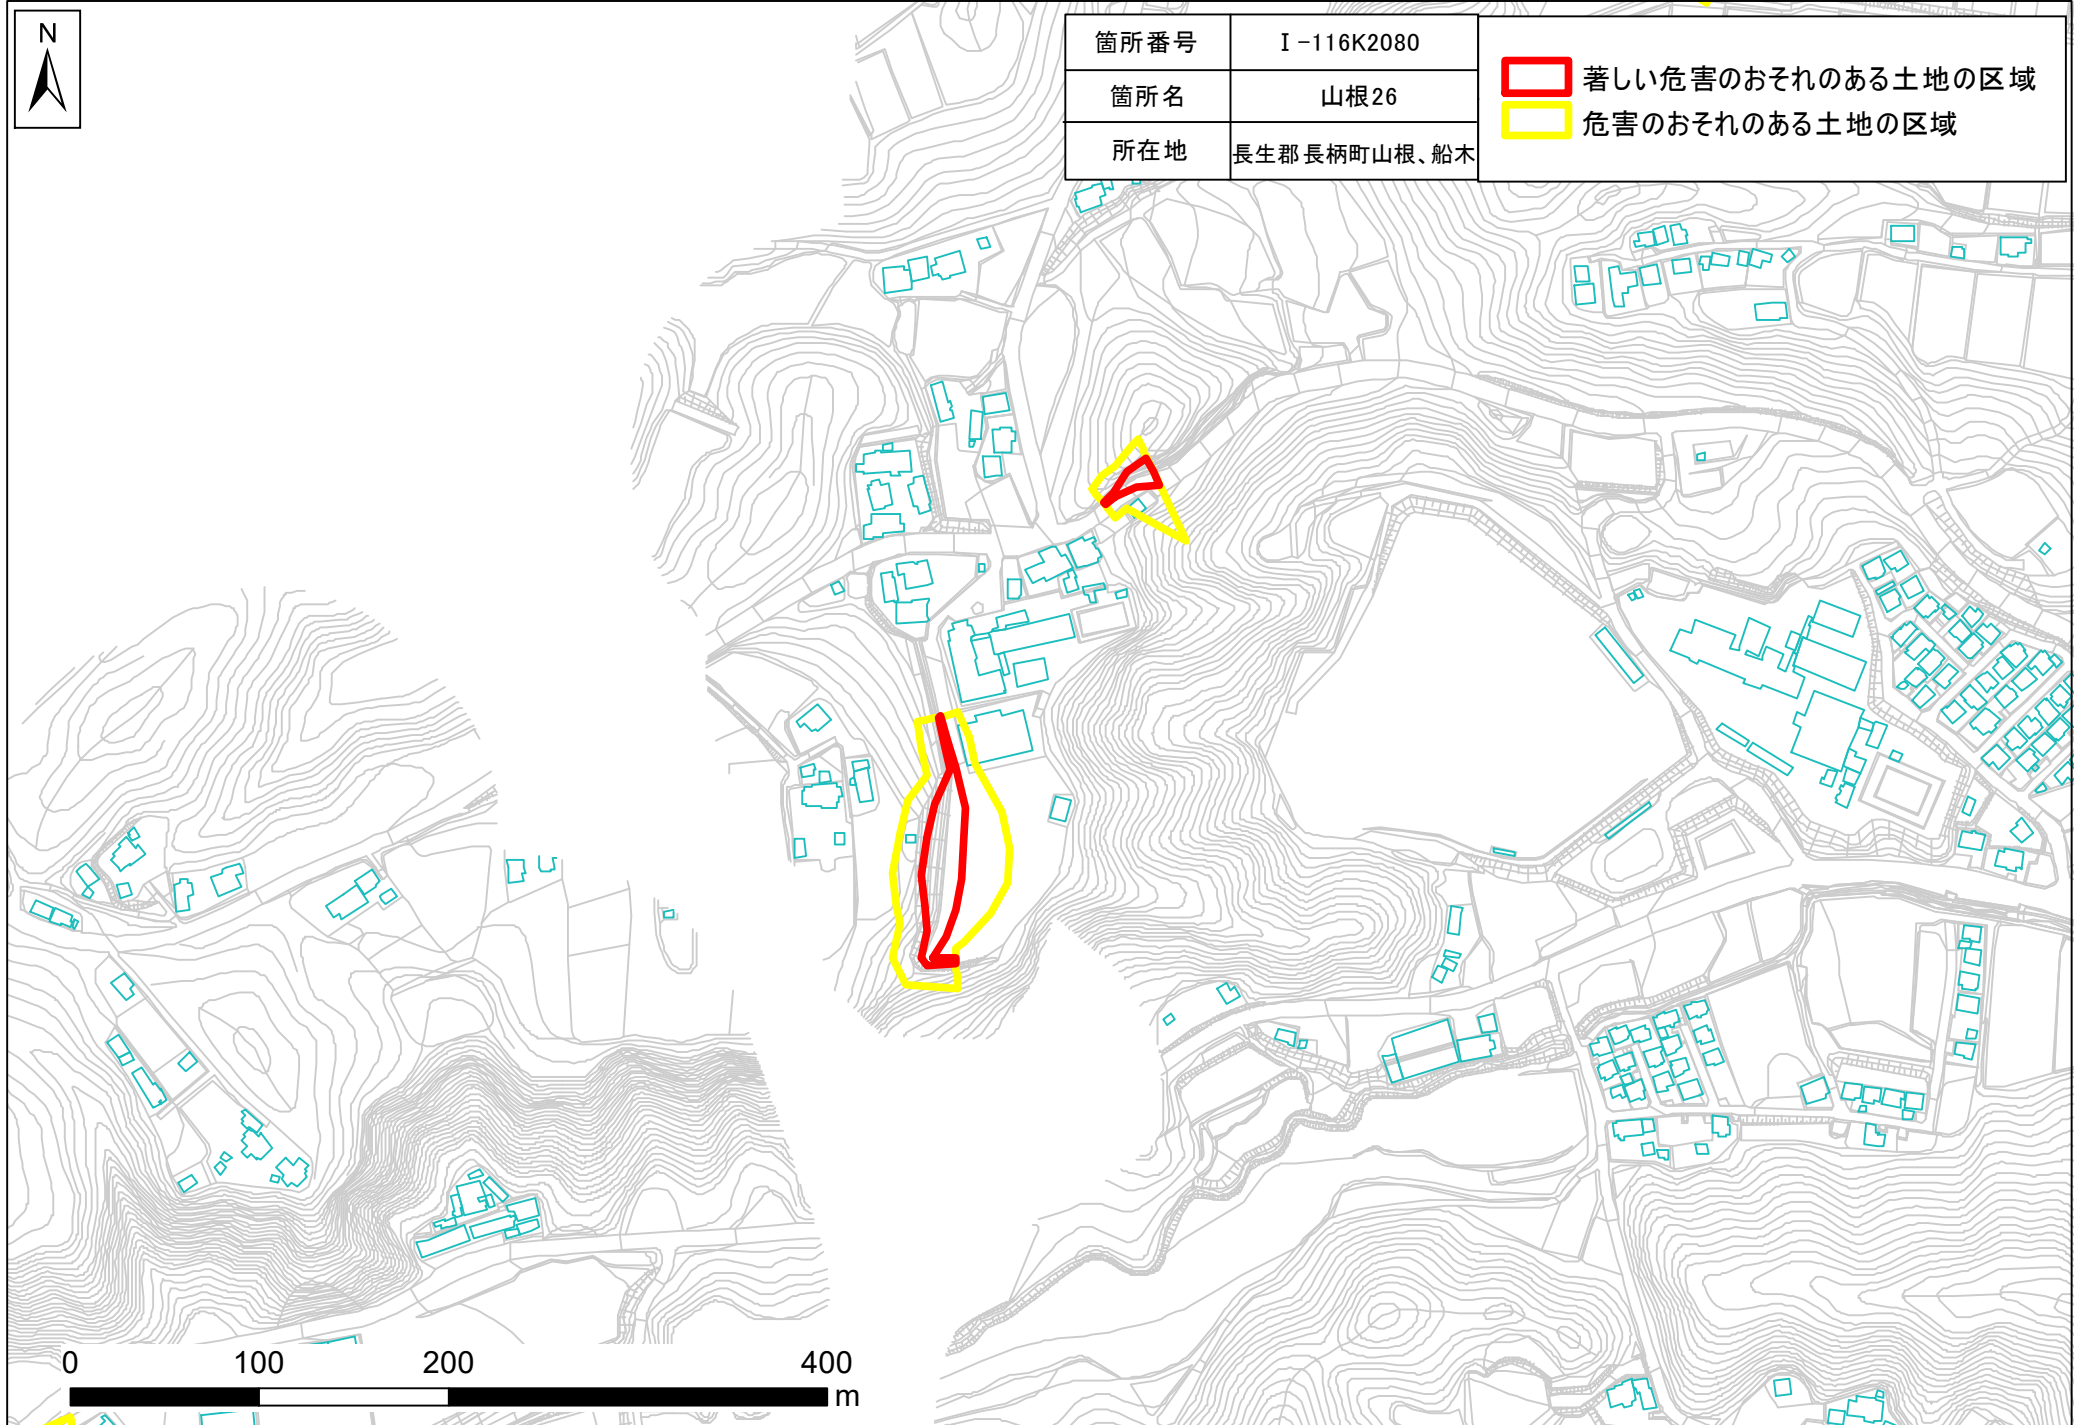 N
箇所番号 Ⅰ-116K2080
箇所名 山根26
所在地 長生郡長柄町山根、船木
著しい危害のおそれのある土地の区域
危害のおそれのある土地の区域
0 100 200 400
m